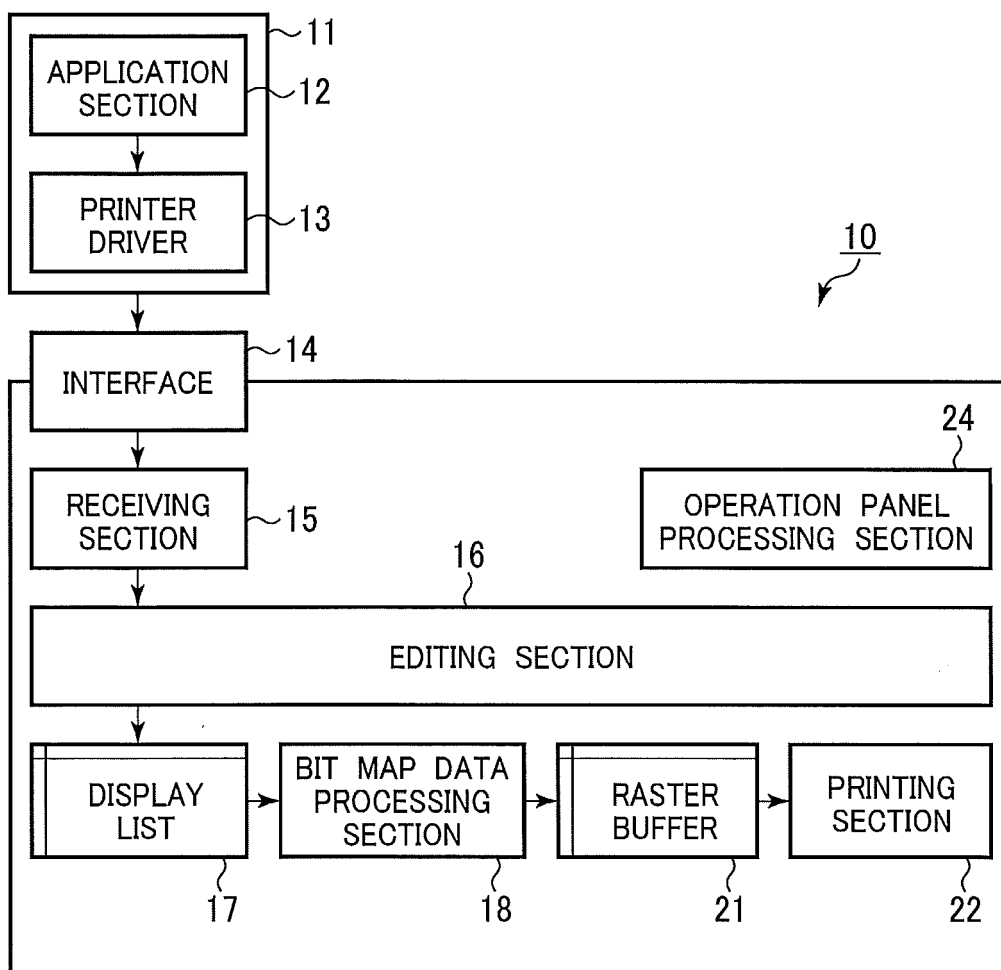 11
APPLICATION
SECTION
12
PRINTER
DRIVER
13
10
INTERFACE
14
24
RECEIVING
SECTION
15
OPERATION PANEL
PROCESSING SECTION
16
EDITING SECTION
DISPLAY
LIST
BIT MAP DATA
PROCESSING
SECTION
RASTER
BUFFER
PRINTING
SECTION
17
18
21
22